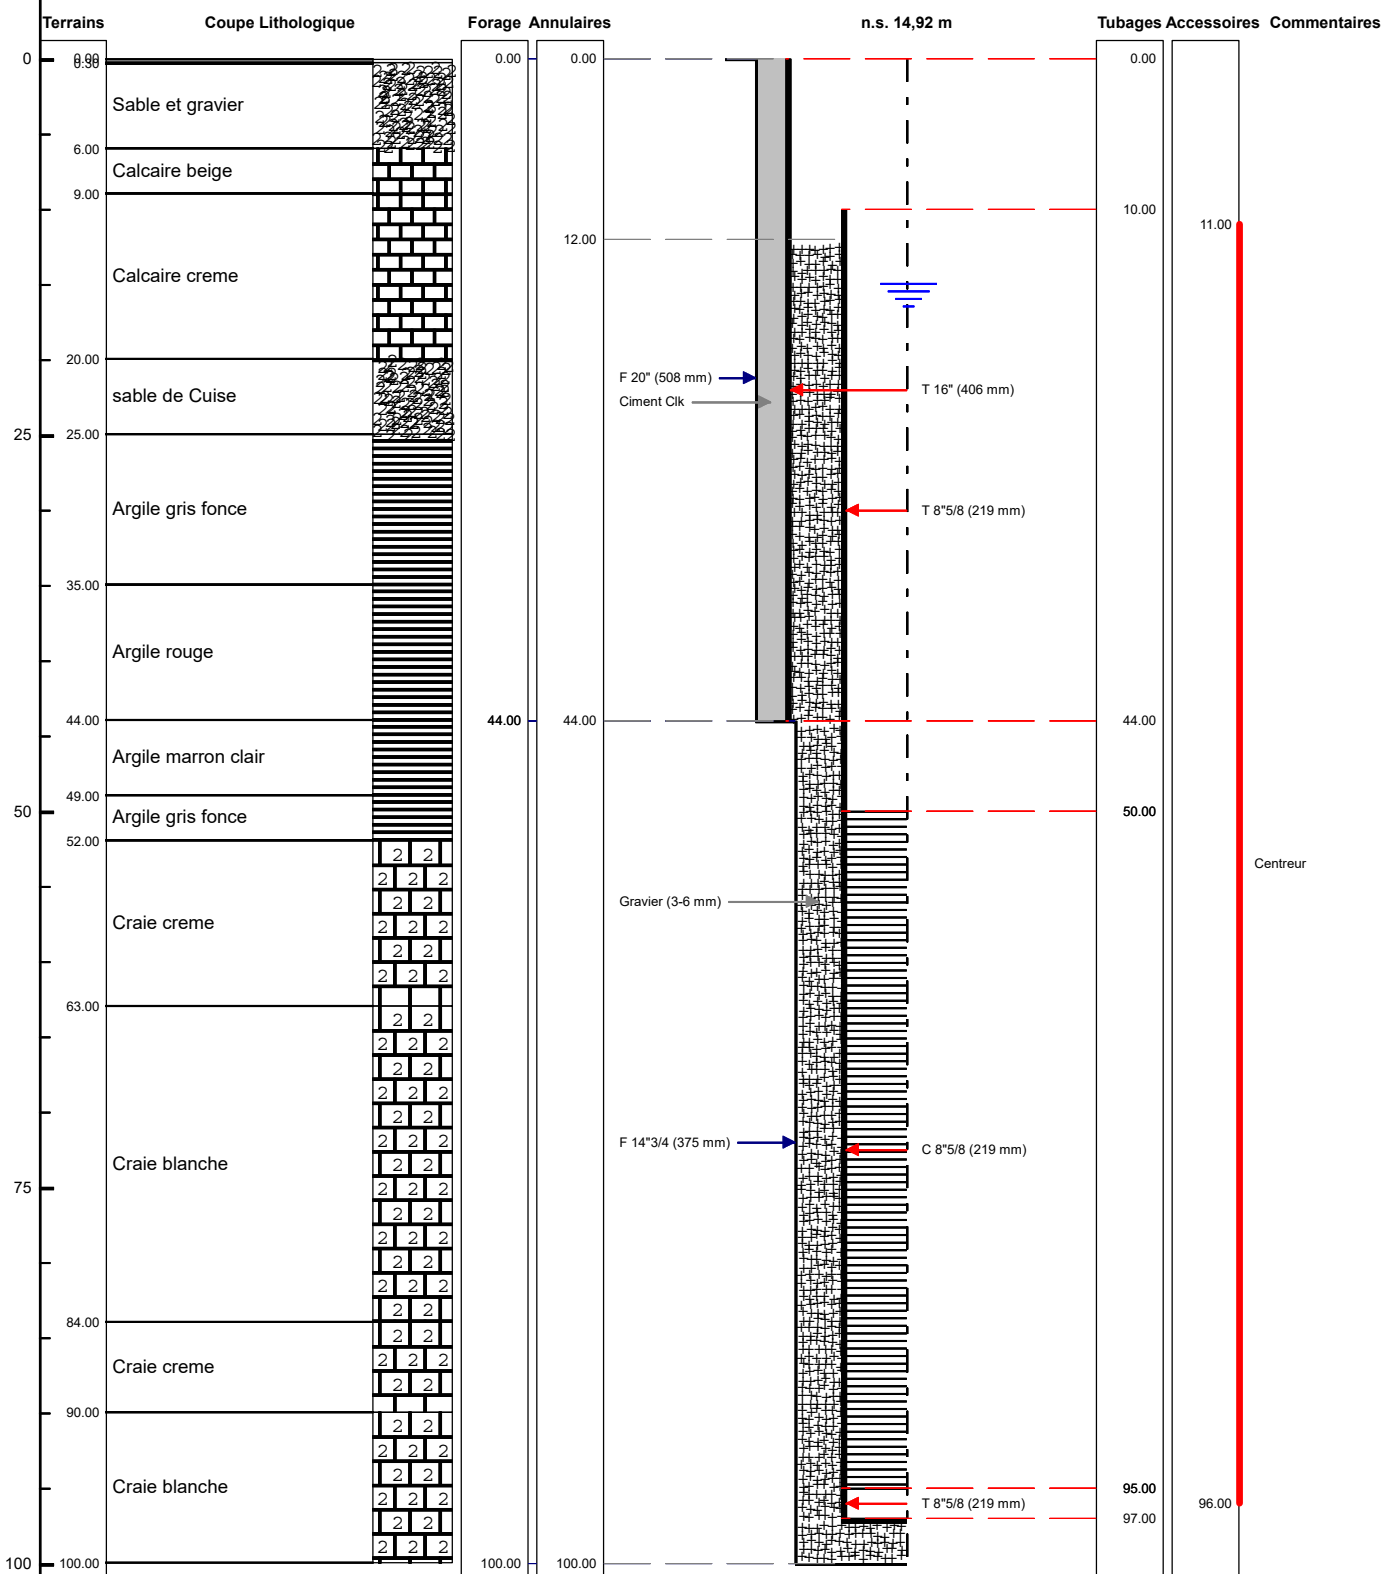 Terrains Coupe Lithologique Forage Annulaires n.s. 14,92 m Tubages Accessoires Commentaires
0 0.00 0.00 0.00 0.00
0.30
Sable et gravier
6.00
Calcaire beige
9.00
10.00
11.00
12.00
Calcaire creme
20.00
F 20" (508 mm)
T 16" (406 mm)
sable de Cuise
Ciment Clk
25 25.00
Argile gris fonce
T 8"5/8 (219 mm)
35.00
Argile rouge
44.00 44.00 44.00 44.00
Argile marron clair
49.00
50 50.00
Argile gris fonce
52.00
Centreur
Gravier (3-6 mm)
Craie creme
63.00
F 14"3/4 (375 mm)
C 8"5/8 (219 mm)
Craie blanche
75
84.00
Craie creme
90.00
Craie blanche
95.00
T 8"5/8 (219 mm)
96.00
97.00
100 100.00 100.00 100.00